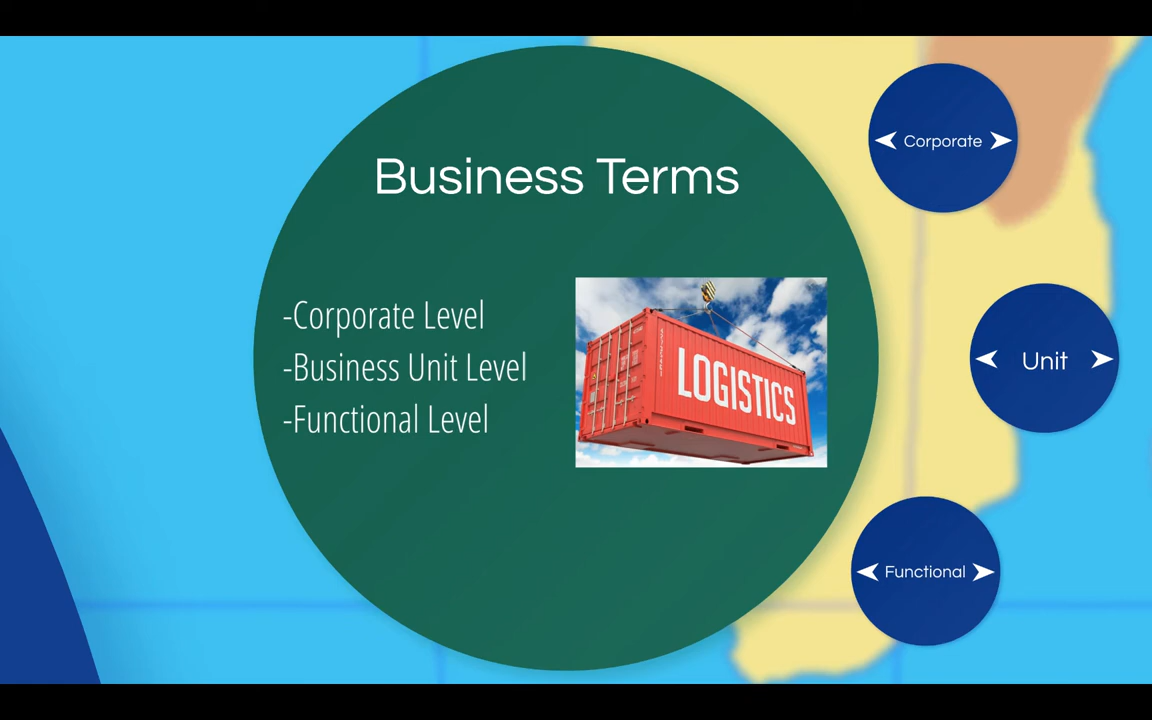 Business Terms
-Corporate Level
-Business Unit Level
-Functional Level
LOGISTICS
Corporate
Unit
Functional